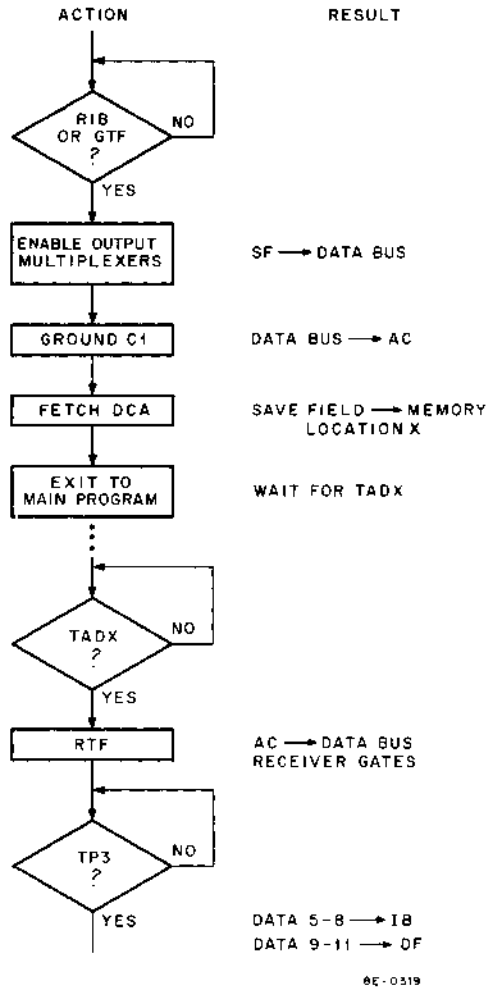 ACTION RESULT
RIB
OR GTF
?
NO
YES
ENABLE OUTPUT
MULTIPLEXERS
SF → DATA BUS
GROUND C1
DATA BUS → AC
FETCH DCA
SAVE FIELD → MEMORY
LOCATION X
EXIT TO
MAIN PROGRAM
WAIT FOR TADX
TADX
?
NO
YES
RTF
AC → DATA BUS
RECEIVER GATES
TP3
?
NO
YES
DATA 5-8 → IB
DATA 9-11 → DF
8E-0319